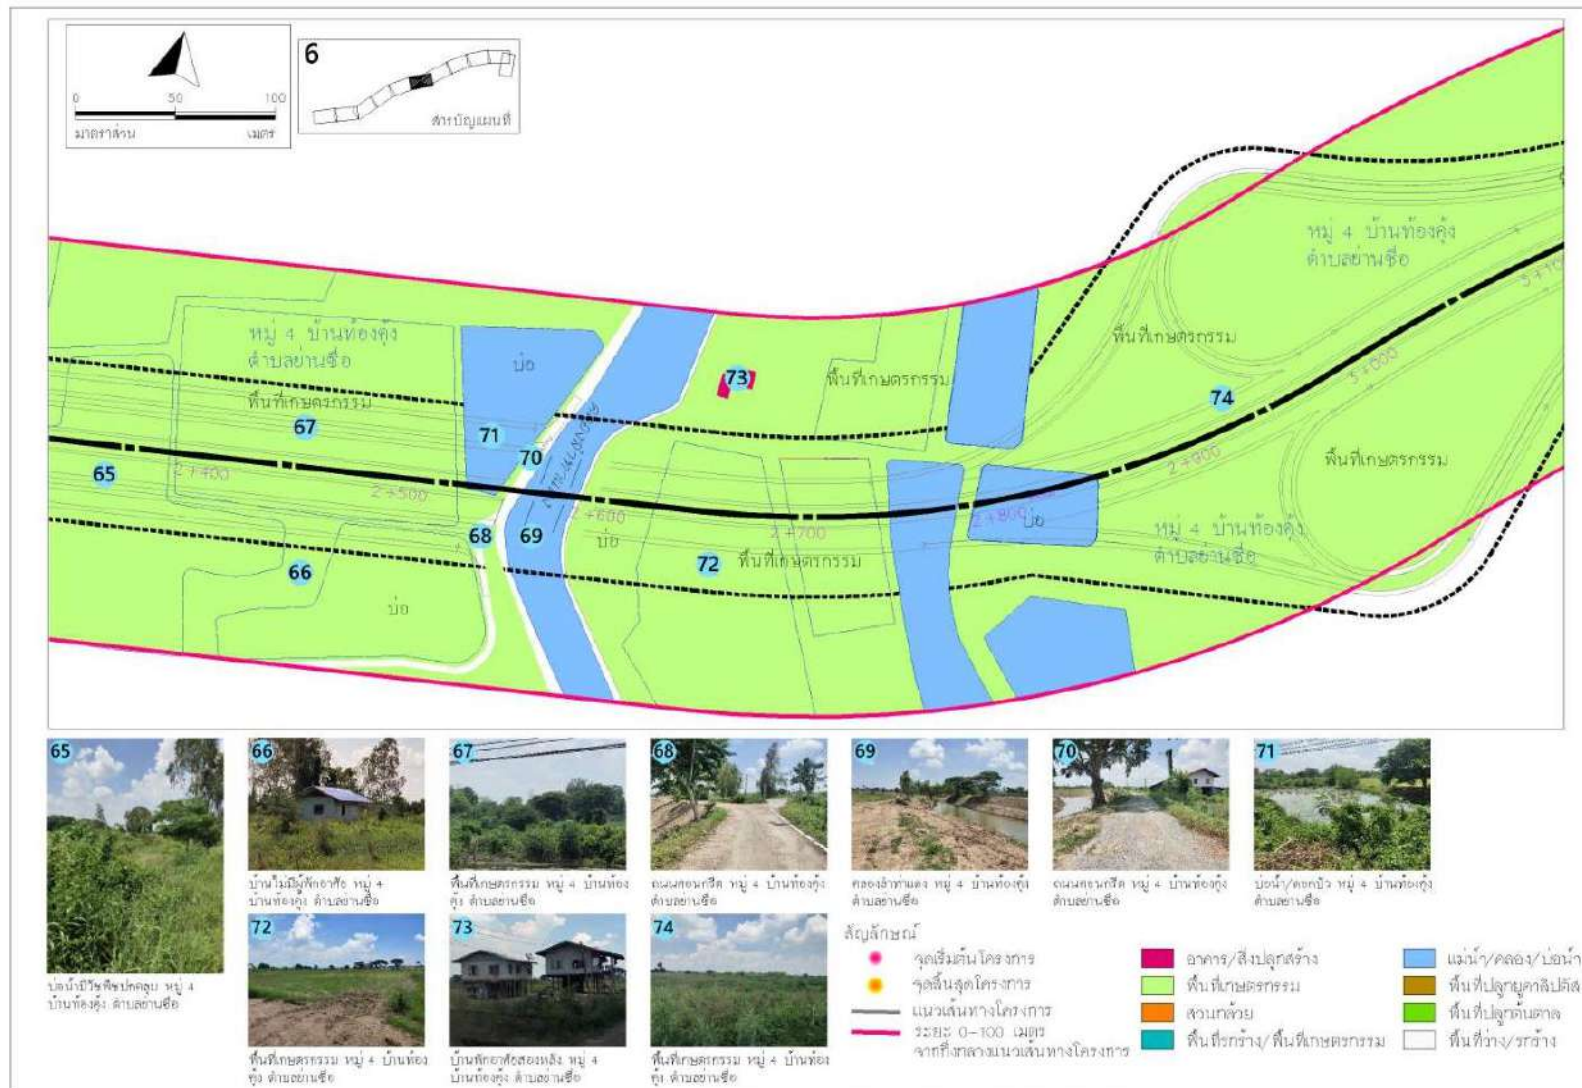 6
0 50 100
มาตราส่วน เมตร
สารบัญแผนที่
หมู่ 4 บ้านท้องคุ้ง
ตำบลย่านซื่อ
หมู่ 4 บ้านท้องคุ้ง
ตำบลย่านซื่อ
บ่อ
พื้นที่เกษตรกรรม
73
พื้นที่เกษตรกรรม
พื้นที่เกษตรกรรม
74
พื้นที่เกษตรกรรม
พื้นที่เกษตรกรรม
67
71
70
65
2+400
2+500
68
69
2+600
บ่อ
2+700
2+800
บ่อ
2+900
หมู่ 4 บ้านท้องคุ้ง
ตำบลย่านซื่อ
66
72
พื้นที่เกษตรกรรม
บ่อ
65
66
67
68
69
70
71
บ้านไม่มีผู้พักอาศัย หมู่ 4
บ้านท้องคุ้ง ตำบลย่านซื่อ
พื้นที่เกษตรกรรม หมู่ 4 บ้านท้อง
คุ้ง ตำบลย่านซื่อ
ถนนคอนกรีต หมู่ 4 บ้านท้องคุ้ง
ตำบลย่านซื่อ
คลองลำท่าแดง หมู่ 4 บ้านท้องคุ้ง
ตำบลย่านซื่อ
ถนนคอนกรีต หมู่ 4 บ้านท้องคุ้ง
ตำบลย่านซื่อ
บ่อน้ำ/ดอกบัว หมู่ 4 บ้านท้องคุ้ง
ตำบลย่านซื่อ
บ่อน้ำมีวัชพืชปกคลุม หมู่ 4
บ้านท้องคุ้ง ตำบลย่านซื่อ
72
73
74
พื้นที่เกษตรกรรม หมู่ 4 บ้านท้อง
คุ้ง ตำบลย่านซื่อ
บ้านพักอาศัยสองหลัง หมู่ 4
บ้านท้องคุ้ง ตำบลย่านซื่อ
พื้นที่เกษตรกรรม หมู่ 4 บ้านท้อง
คุ้ง ตำบลย่านซื่อ
สัญลักษณ์
จุดเริ่มต้นโครงการ
จุดสิ้นสุดโครงการ
แนวเส้นทางโครงการ
ระยะ 0-100 เมตร
จากกึ่งกลางแนวเส้นทางโครงการ
อาคาร/สิ่งปลูกสร้าง
พื้นที่เกษตรกรรม
สวนกล้วย
พื้นที่รกร้าง/พื้นที่เกษตรกรรม
แม่น้ำ/คลอง/บ่อน้ำ
พื้นที่ปลูกยูคาลิปตัส
พื้นที่ปลูกต้นตาล
พื้นที่ว่าง/รกร้าง